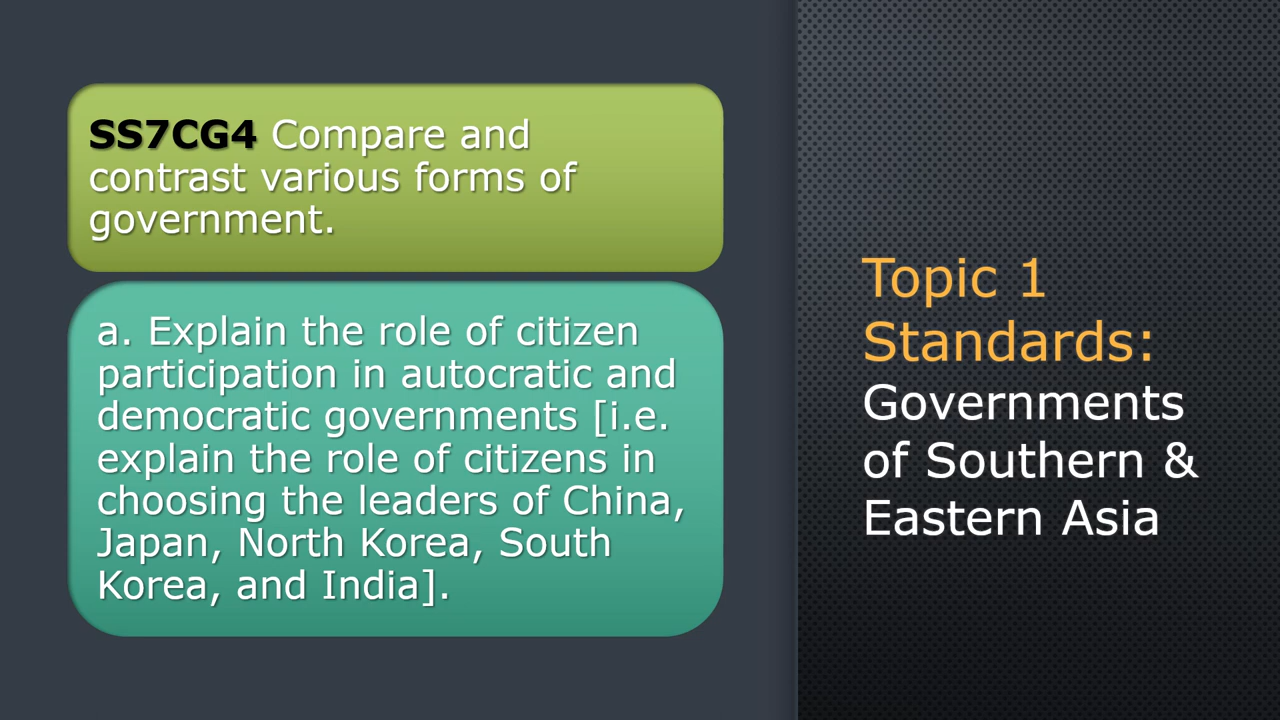 SS7CG4 Compare and
contrast various forms of
government.
a. Explain the role of citizen
participation in autocratic and
democratic governments [i.e.
explain the role of citizens in
choosing the leaders of China,
Japan, North Korea, South
Korea, and India].
Topic 1
Standards:
Governments
of Southern &
Eastern Asia